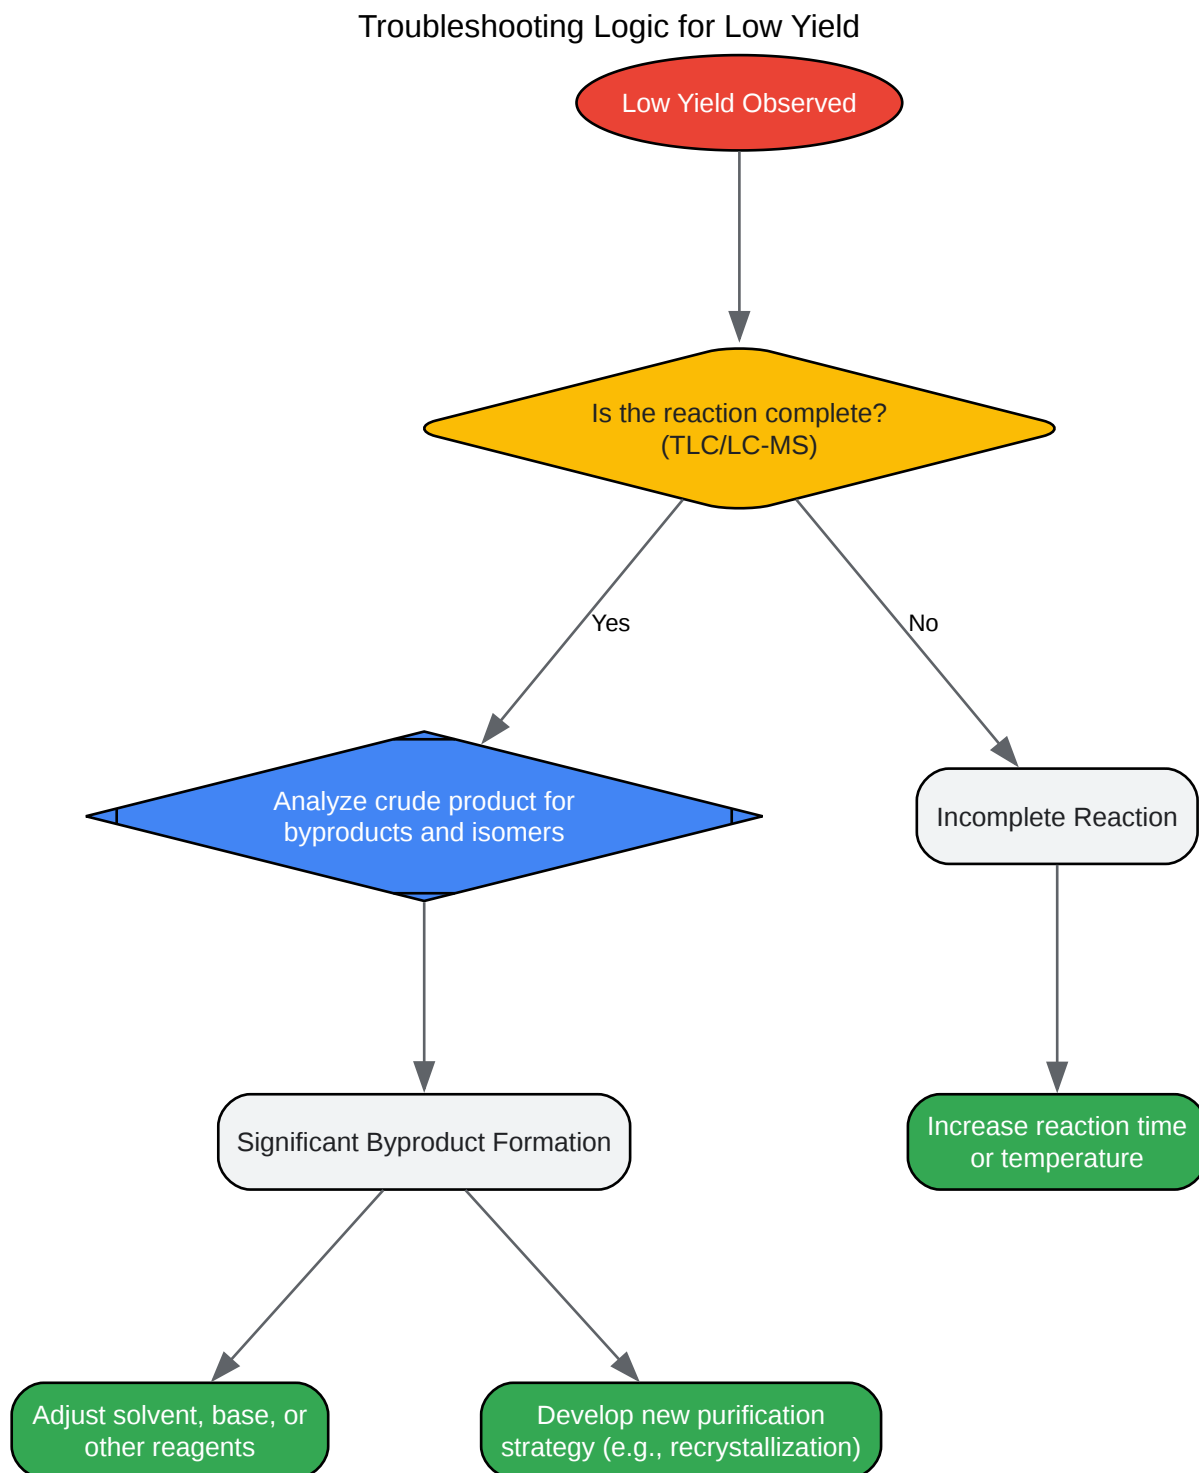 Troubleshooting Logic for Low Yield
Low Yield Observed
Is the reaction complete?
(TLC/LC-MS)
Yes
No
Analyze crude product for
byproducts and isomers
Incomplete Reaction
Significant Byproduct Formation
Increase reaction time
or temperature
Adjust solvent, base, or
other reagents
Develop new purification
strategy (e.g., recrystallization)